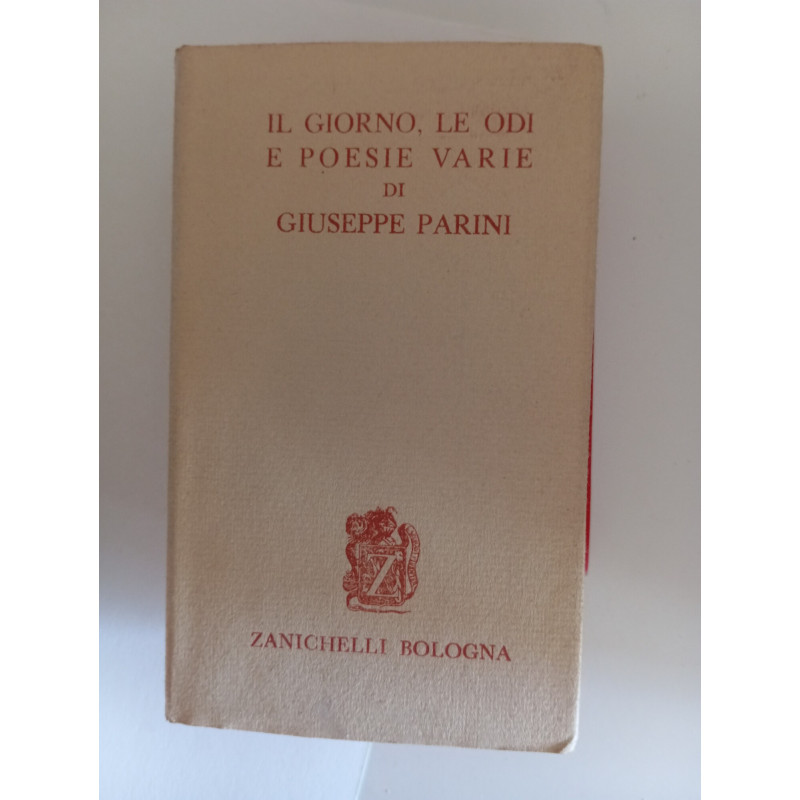 IL GIORNO, LE ODI
E POESIE VARIE
DI
GIUSEPPE PARINI
Z
ZANICHELLI BOLOGNA